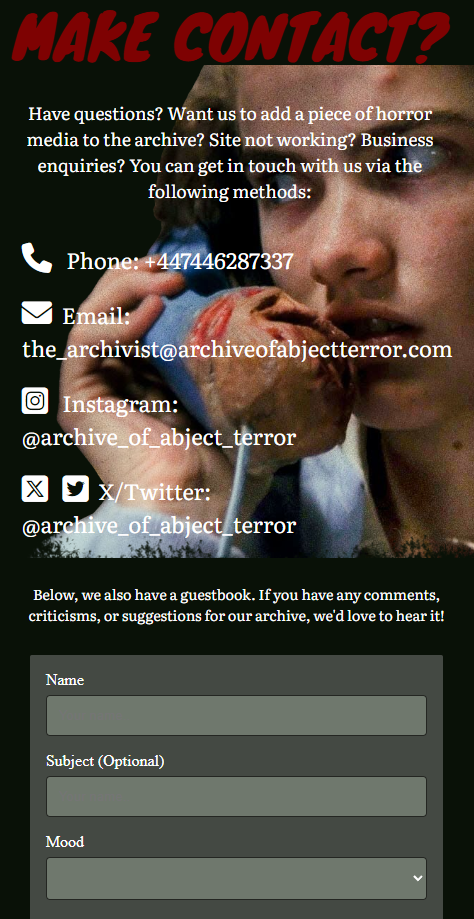 MAKE CONTACT?
Have questions? Want us to add a piece of horror
media to the archive? Site not working? Business
enquiries? You can get in touch with us via the
following methods:
Phone: +447446287337
Email:
the_archivist@archiveofabjectterror.com
Instagram:
@archive_of_abject_terror
X/Twitter:
@archive_of_abject_terror
Below, we also have a guestbook. If you have any comments,
criticisms, or suggestions for our archive, we'd love to hear it!
Name
Subject (Optional)
Mood